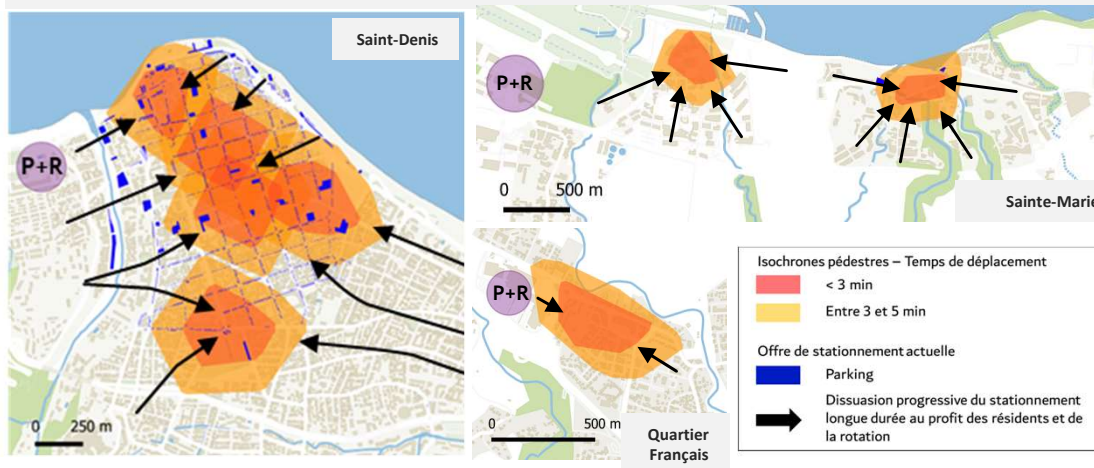 Saint-Denis
P+R
0 250 m
P+R
0 500 m
Sainte-Marie
P+R
0 500 m
Quartier
Français
Isochrones pédestres – Temps de déplacement
< 3 min
Entre 3 et 5 min
Offre de stationnement actuelle
Parking
Dissuasion progressive du stationnement
longue durée au profit des résidents et de
la rotation